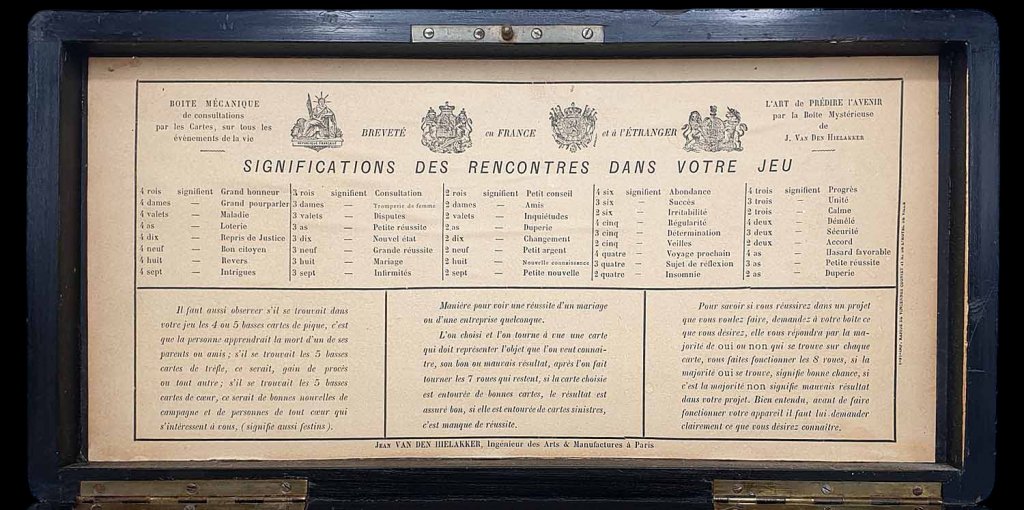 BOITE MÉCANIQUE
de consultations
par les Cartes, sur tous les
évènements de la vie
RÉPUBLIQUE FRANÇAISE
BREVETÉ
en FRANCE
et à l'ÉTRANGER
L'ART de PRÉDIRE l'AVENIR
par la Boîte Mystérieuse
de
J. VAN DEN HIELAKKER
SIGNIFICATIONS DES RENCONTRES DANS VOTRE JEU
4 rois signifient Grand honneur
4 dames — Grand pourparler
4 valets — Maladie
4 as — Loterie
4 dix — Repris de Justice
4 neuf — Bon citoyen
4 huit — Revers
4 sept — Intrigues
3 rois signifient Consultation
3 dames — Tromperie de femme
3 valets — Disputes
3 as — Petite réussite
3 dix — Nouvel état
3 neuf — Grande réussite
3 huit — Mariage
3 sept — Infirmités
2 rois signifient Petit conseil
2 dames — Amis
2 valets — Inquiétudes
2 as — Duperie
2 dix — Changement
2 neuf — Petit argent
2 huit — Nouvelle connaissance
2 sept — Petite nouvelle
4 six signifient Abondance
3 six — Succès
2 six — Irritabilité
4 cinq — Régularité
3 cinq — Détermination
2 cinq — Veilles
4 quatre — Voyage prochain
3 quatre — Sujet de réflexion
2 quatre — Insomnie
4 trois signifient Progrès
3 trois — Unité
2 trois — Calme
4 deux — Démêlé
3 deux — Sécurité
2 deux — Accord
4 as — Hasard favorable
3 as — Petite réussite
2 as — Duperie
Il faut aussi observer s'il se trouvait dans
votre jeu les 4 ou 5 basses cartes de pique, c'est
que la personne apprendrait la mort d'un de ses
parents ou amis ; s'il se trouvait les 5 basses
cartes de trèfle, ce serait, gain de procès
ou tout autre ; s'il se trouvait les 5 basses
cartes de cœur, ce serait de bonnes nouvelles de
campagne et de personnes de tout cœur qui
s'intéressent à vous, (signifie aussi festins).
Manière pour voir une réussite d'un mariage
ou d'une entreprise quelconque.
L'on choisi et l'on tourne à vue une carte
qui doit représenter l'objet que l'on veut connai-
tre, son bon ou mauvais résultat, après l'on fait
tourner les 7 roues qui restent, si la carte choisie
est entourée de bonnes cartes, le résultat est
assuré bon, si elle est entourée de cartes sinistres,
c'est manque de réussite.
Pour savoir si vous réussirez dans un projet
que vous voulez faire, demandez à votre boîte ce
que vous désirez, elle vous répondra par la ma-
jorité de oui ou non qui se trouve sur chaque
carte, vous faites fonctionner les 8 roues, si la
majorité oui se trouve, signifie bonne chance, si
c'est la majorité non signifie mauvais résultat
dans votre projet. Bien entendu, avant de faire
fonctionner votre appareil il faut lui demander
clairement ce que vous désirez connaître.
JEAN VAN DEN HIELAKKER, Ingénieur des Arts & Manufactures à Paris